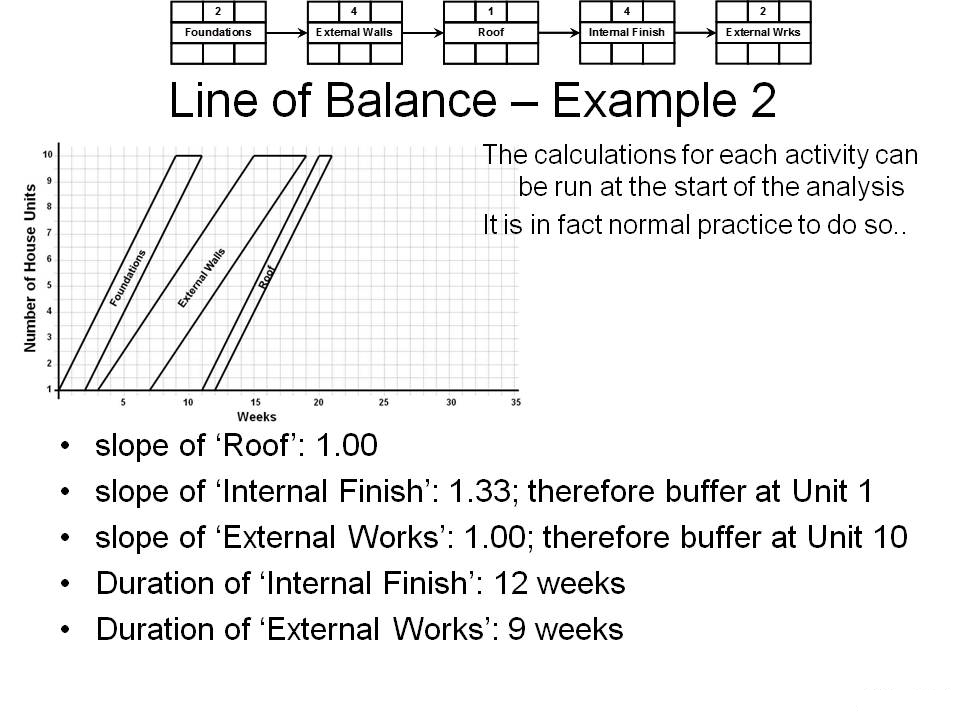 2 4 1 4 2
Foundations External Walls Roof Internal Finish External Wrks
Line of Balance – Example 2
The calculations for each activity can
be run at the start of the analysis
It is in fact normal practice to do so..
Number of House Units
10
9
8
7
6
5
4
3
2
1
Foundations
External Walls
Roof
5 10 15 20 25 30 35
Weeks
• slope of ‘Roof’: 1.00
• slope of ‘Internal Finish’: 1.33; therefore buffer at Unit 1
• slope of ‘External Works’: 1.00; therefore buffer at Unit 10
• Duration of ‘Internal Finish’: 12 weeks
• Duration of ‘External Works’: 9 weeks